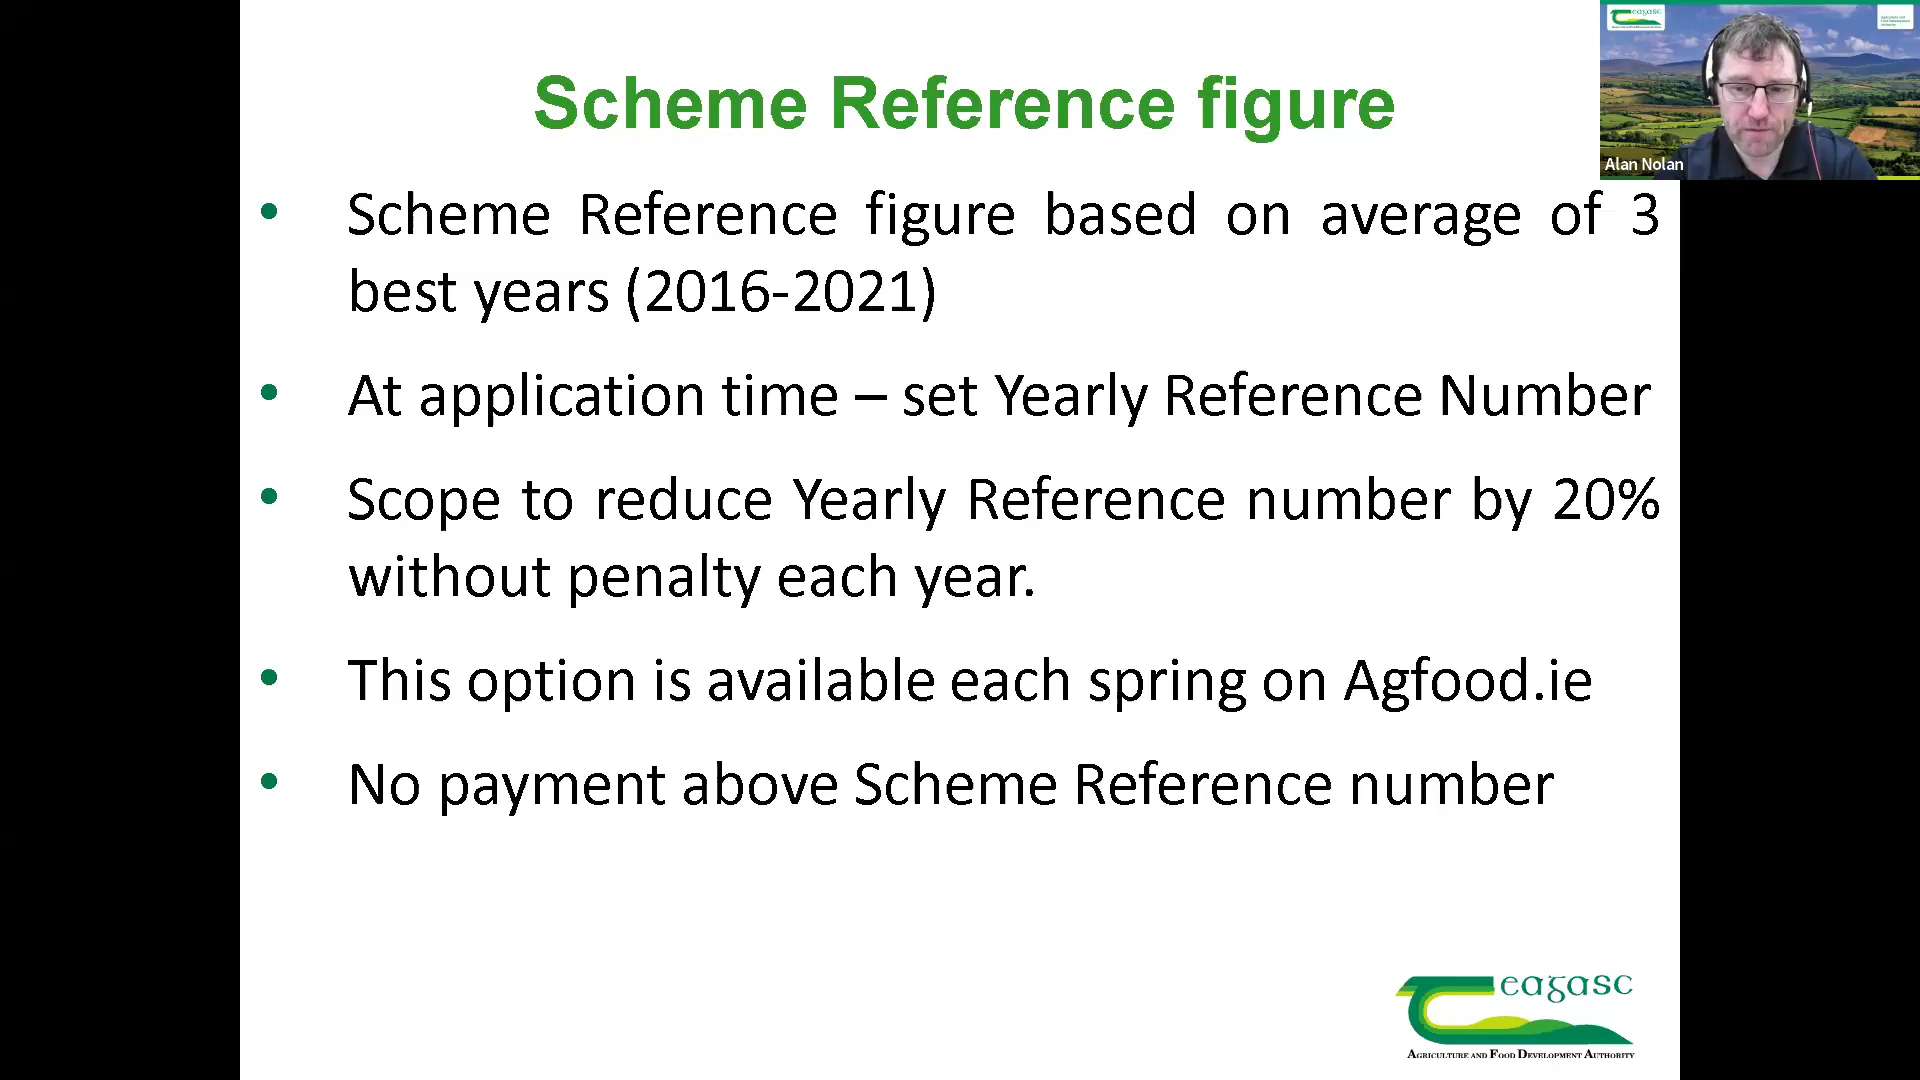 Scheme Reference figure
• Scheme Reference figure based on average of 3
best years (2016-2021)
• At application time – set Yearly Reference Number
• Scope to reduce Yearly Reference number by 20%
without penalty each year.
• This option is available each spring on Agfood.ie
• No payment above Scheme Reference number
eagasc
Alan Nolan
Teagasc
AGRICULTURE AND FOOD DEVELOPMENT AUTHORITY